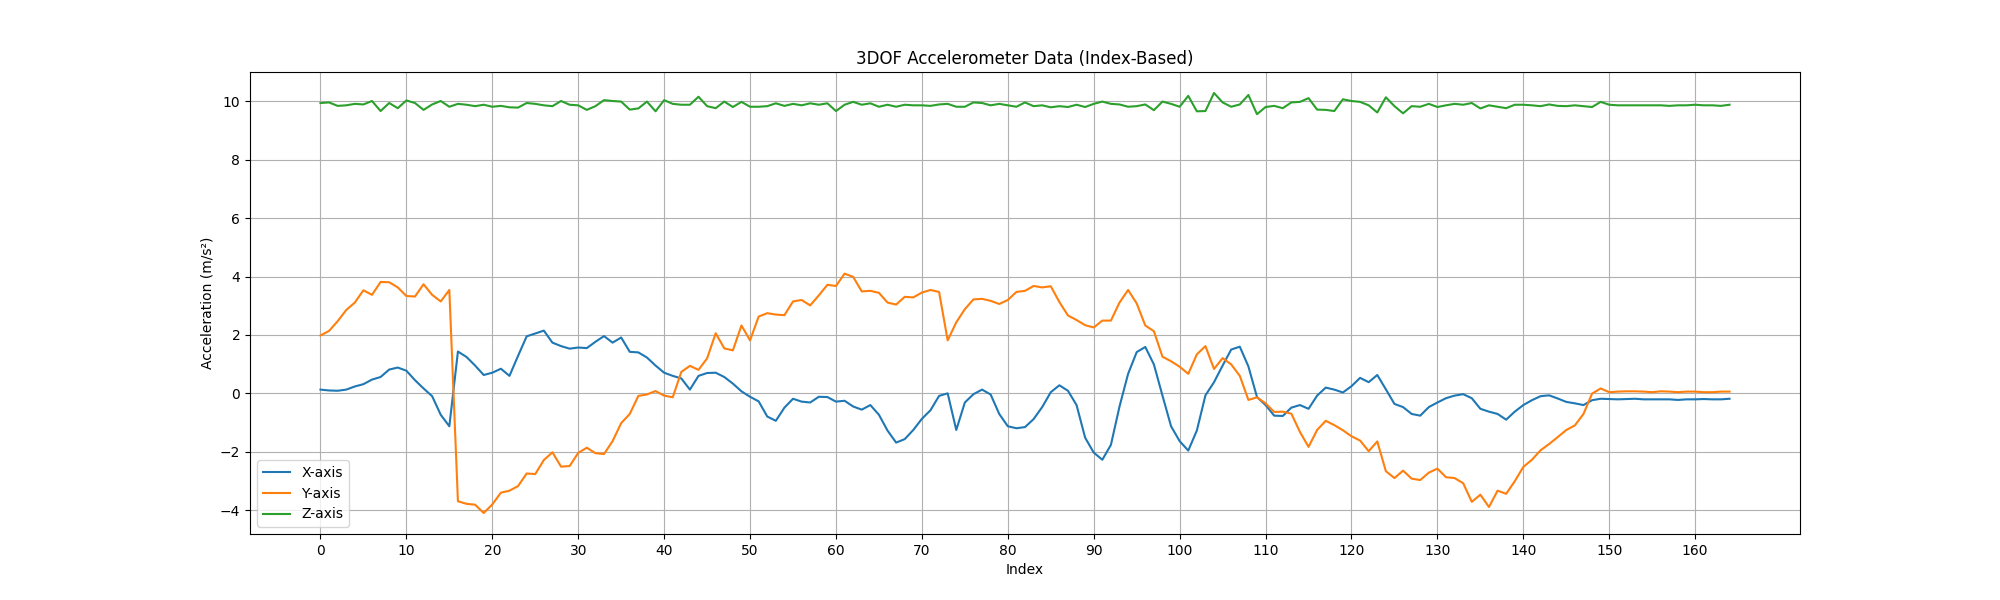 3DOF Accelerometer Data (Index-Based)
Acceleration (m/s²)
10
8
6
4
2
0
−2
−4
X-axis
Y-axis
Z-axis
0 10 20 30 40 50 60 70 80 90 100 110 120 130 140 150 160
Index